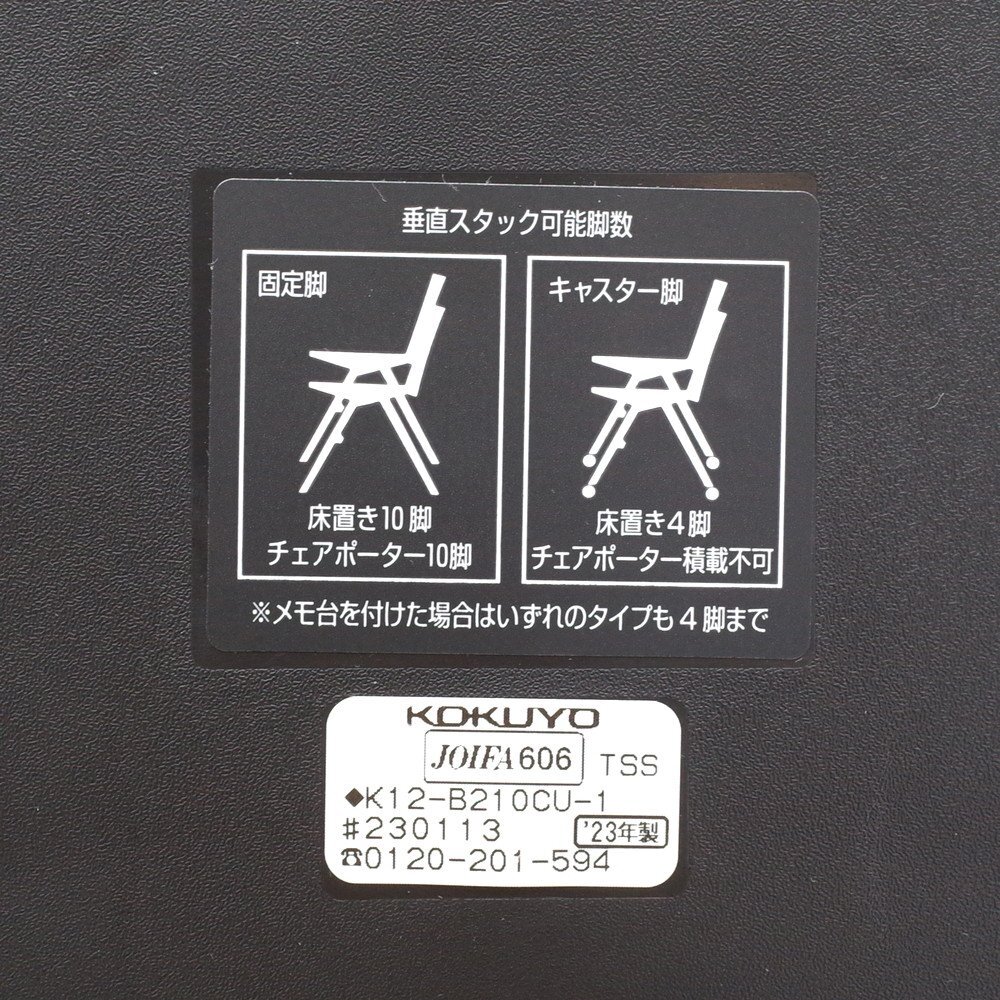 垂直スタック可能脚数
固定脚
床置き10脚
チェアポーター10脚
キャスター脚
床置き4脚
チェアポーター積載不可
※メモ台を付けた場合はいずれのタイプも4脚まで
KOKUYO
JOIFA606 TSS
◆K12-B210CU-1
#230113 '23年製
☎0120-201-594